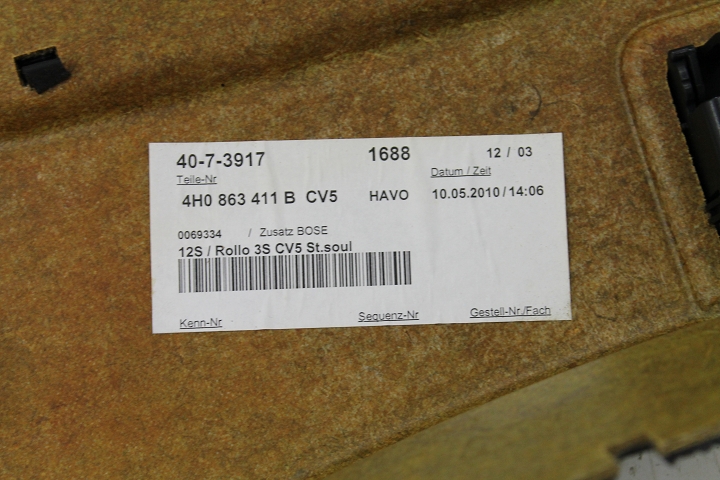 40-7-3917 1688 12 / 03
Teile-Nr Datum / Zeit
4H0 863 411 B CV5 HAVO 10.05.2010/14:06
0069334 / Zusatz BOSE
12S / Rollo 3S CV5 St.soul
Kenn-Nr Sequenz-Nr Gestell-Nr./Fach